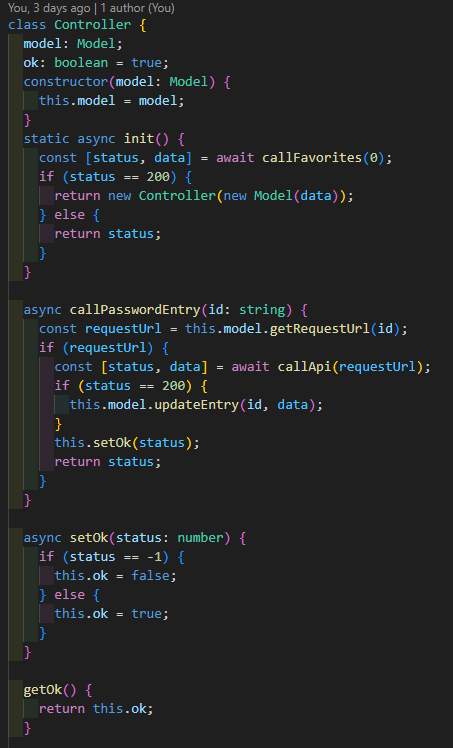 You, 3 days ago | 1 author (You)
class Controller {
  model: Model;
  ok: boolean = true;
  constructor(model: Model) {
    this.model = model;
  }
  static async init() {
    const [status, data] = await callFavorites(0);
    if (status == 200) {
      return new Controller(new Model(data));
    } else {
      return status;
    }
  }

  async callPasswordEntry(id: string) {
    const requestUrl = this.model.getRequestUrl(id);
    if (requestUrl) {
      const [status, data] = await callApi(requestUrl);
      if (status == 200) {
        this.model.updateEntry(id, data);
      }
      this.setOk(status);
      return status;
    }
  }

  async setOk(status: number) {
    if (status == -1) {
      this.ok = false;
    } else {
      this.ok = true;
    }
  }

  getOk() {
    return this.ok;
  }